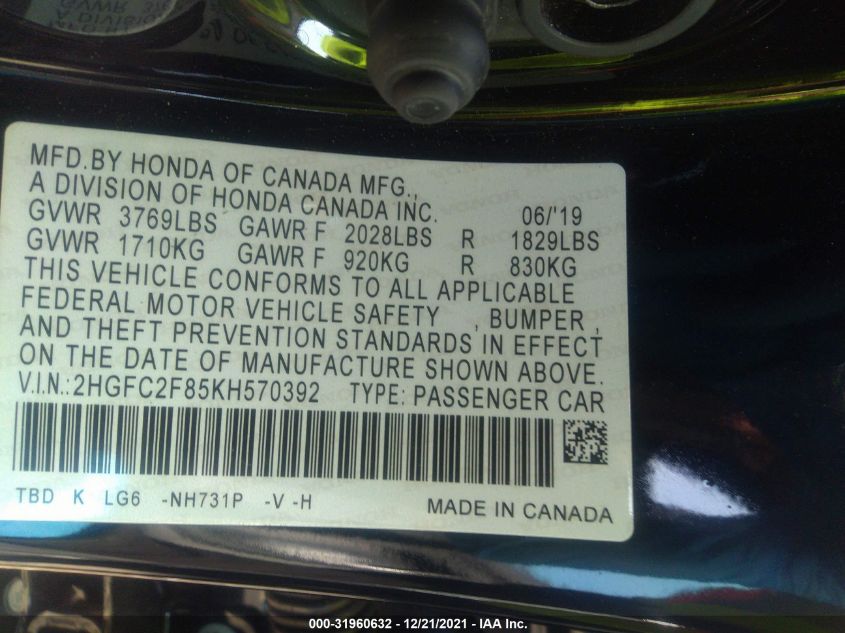 MFD.BY HONDA OF CANADA MFG.,
A DIVISION OF HONDA CANADA INC. 06/'19
GVWR 3769LBS GAWR F 2028LBS R 1829LBS
GVWR 1710KG GAWR F 920KG R 830KG
THIS VEHICLE CONFORMS TO ALL APPLICABLE
FEDERAL MOTOR VEHICLE SAFETY , BUMPER ,
AND THEFT PREVENTION STANDARDS IN EFFECT
ON THE DATE OF MANUFACTURE SHOWN ABOVE.
V.I.N.:2HGFC2F85KH570392 TYPE: PASSENGER CAR
TBD K LG6 -NH731P -V -H MADE IN CANADA
000-31960632 - 12/21/2021 - IAA Inc.